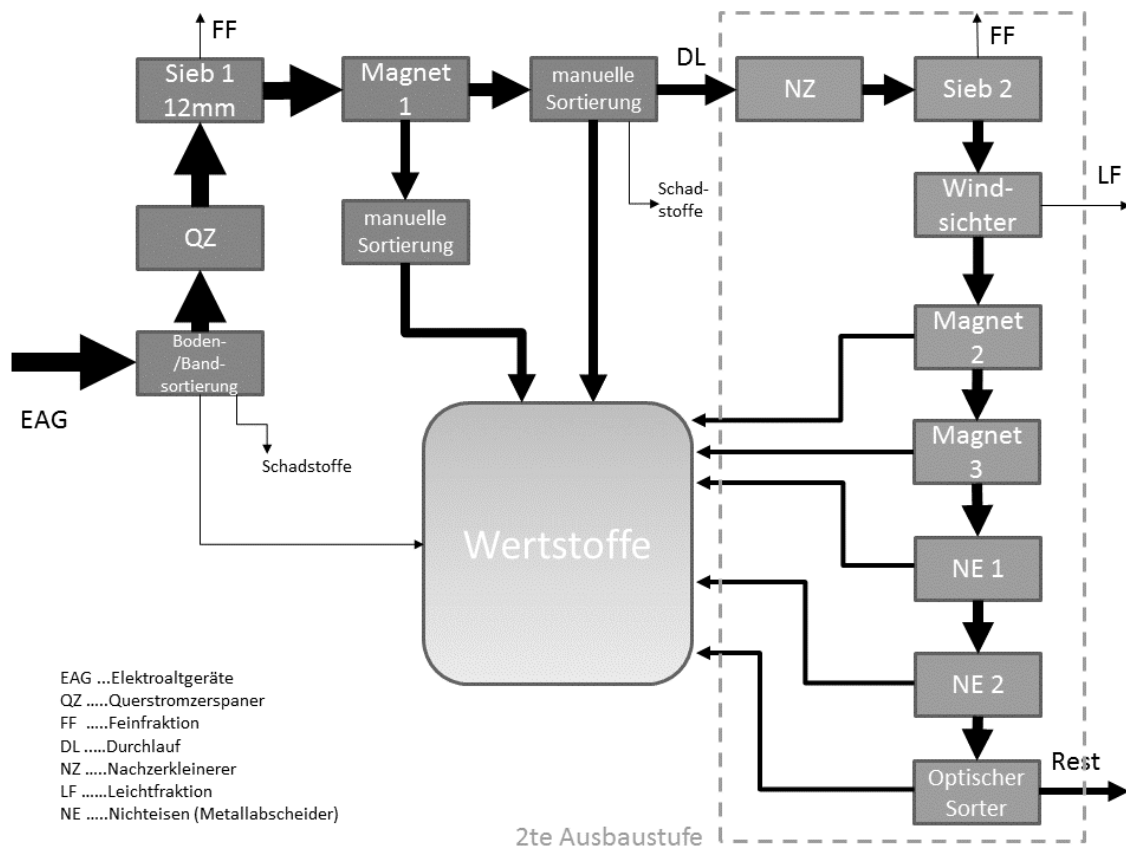 FF
Sieb 1
12mm
Magnet
1
manuelle
Sortierung
DL
NZ
FF
Sieb 2
Schad-
stoffe
Wind-
sichter
LF
QZ
manuelle
Sortierung
Boden-
/Band-
sortierung
EAG
Schadstoffe
Magnet
2
Magnet
3
Wertstoffe
NE 1
NE 2
Optischer
Sorter
Rest
EAG ...Elektroaltgeräte
QZ .....Querstromzerspaner
FF .....Feinfraktion
DL .....Durchlauf
NZ .....Nachzerkleinerer
LF ......Leichtfraktion
NE .....Nichteisen (Metallabscheider)
2te Ausbaustufe